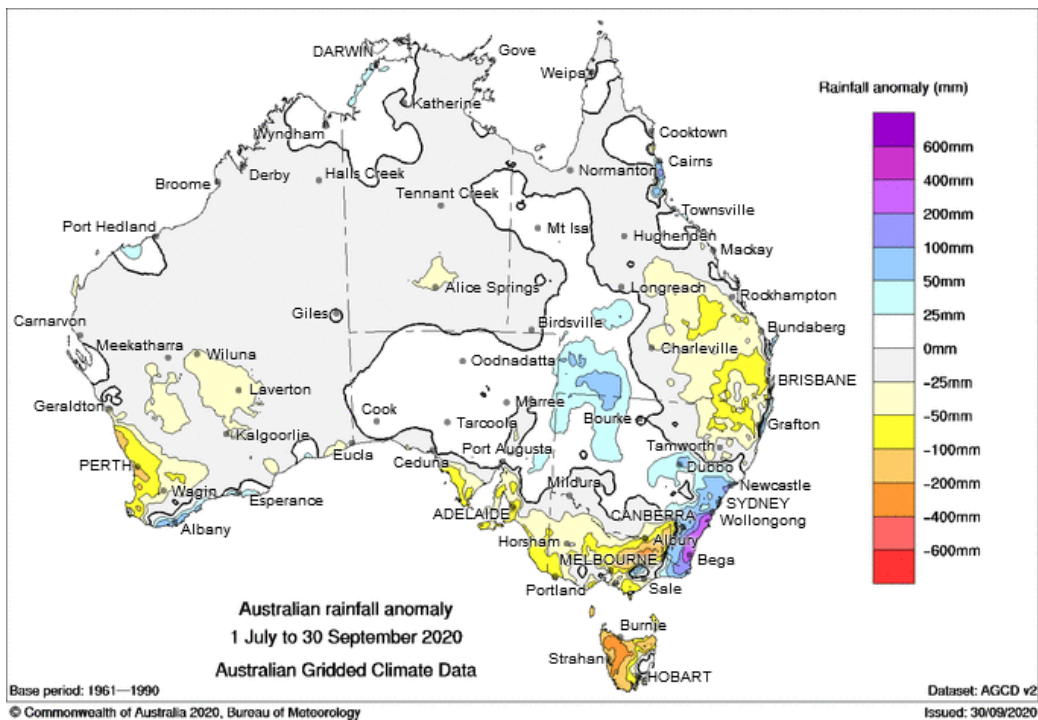 DARWIN
Gove
Weipa
Katherine
Rainfall anomaly (mm)
Wyndham
Cooktown
600mm
Cairns
Derby
Halls Creek
Normanton
400mm
Broome
Tennant Creek
Townsville
200mm
Port Hedland
Mt Isa
Hughenden
Mackay
100mm
50mm
Alice Springs
Longreach
Rockhampton
25mm
Giles
Carnarvon
Birdsville
Bundaberg
Meekatharra
Wiluna
Charleville
0mm
Oodnadatta
BRISBANE
-25mm
Laverton
Geraldton
Cook
Marree
Bourke
-50mm
Tarcoola
Grafton
Kalgoorlie
Eucla
Port Augusta
Tamworth
-100mm
PERTH
Ceduna
Dubbo
-200mm
Wagin
Esperance
Mildura
Newcastle
SYDNEY
ADELAIDE
CANBERRA
Wollongong
-400mm
Albany
Horsham
Albury
-600mm
MELBOURNE
Bega
Portland
Sale
Australian rainfall anomaly
1 July to 30 September 2020
Australian Gridded Climate Data
Burnie
Strahan
HOBART
Base period: 1961—1990
Dataset: AGCD v2
© Commonwealth of Australia 2020, Bureau of Meteorology
Issued: 30/09/2020